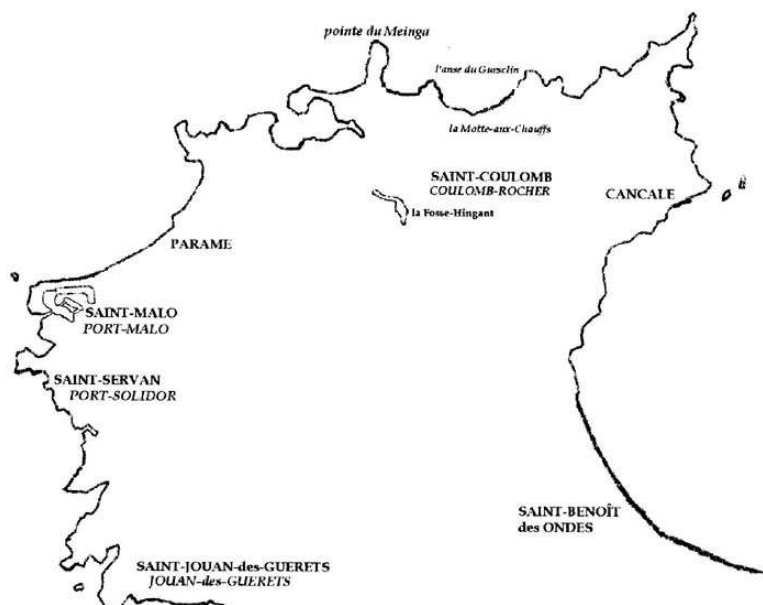 pointe du Meinga
l'anse du Guesclin
la Motte-aux-Chauffs
SAINT-COULOMB
COULOMB-ROCHER
CANCALE
la Fosse-Hingant
PARAME
SAINT-MALO
PORT-MALO
SAINT-SERVAN
PORT-SOLIDOR
SAINT-BENOÎT
des ONDES
SAINT-JOUAN-des-GUERETS
JOUAN-des-GUERETS